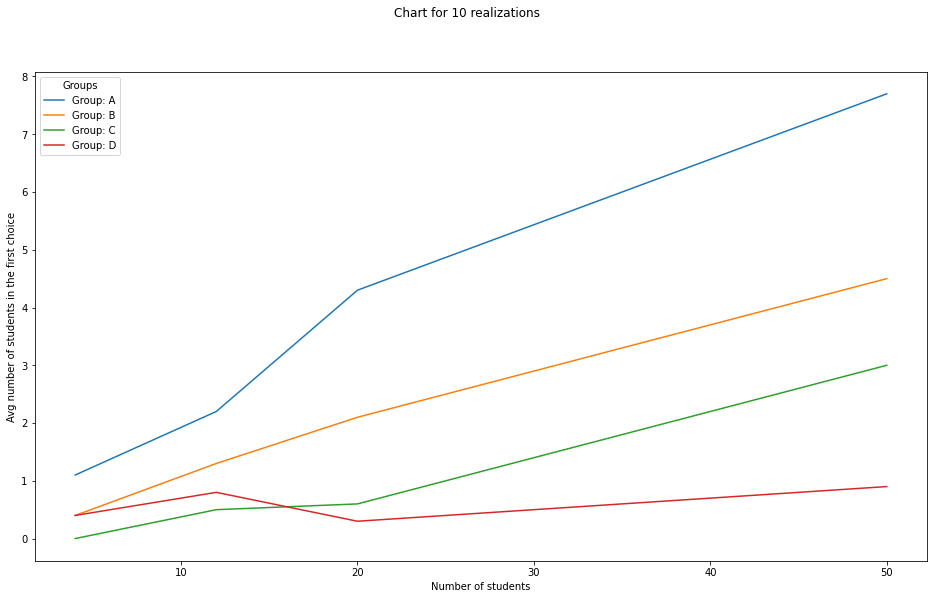 Chart for 10 realizations
Groups
Group: A
Group: B
Group: C
Group: D
Avg number of students in the first choice
8
7
6
5
4
3
2
1
0
10 20 30 40 50
Number of students